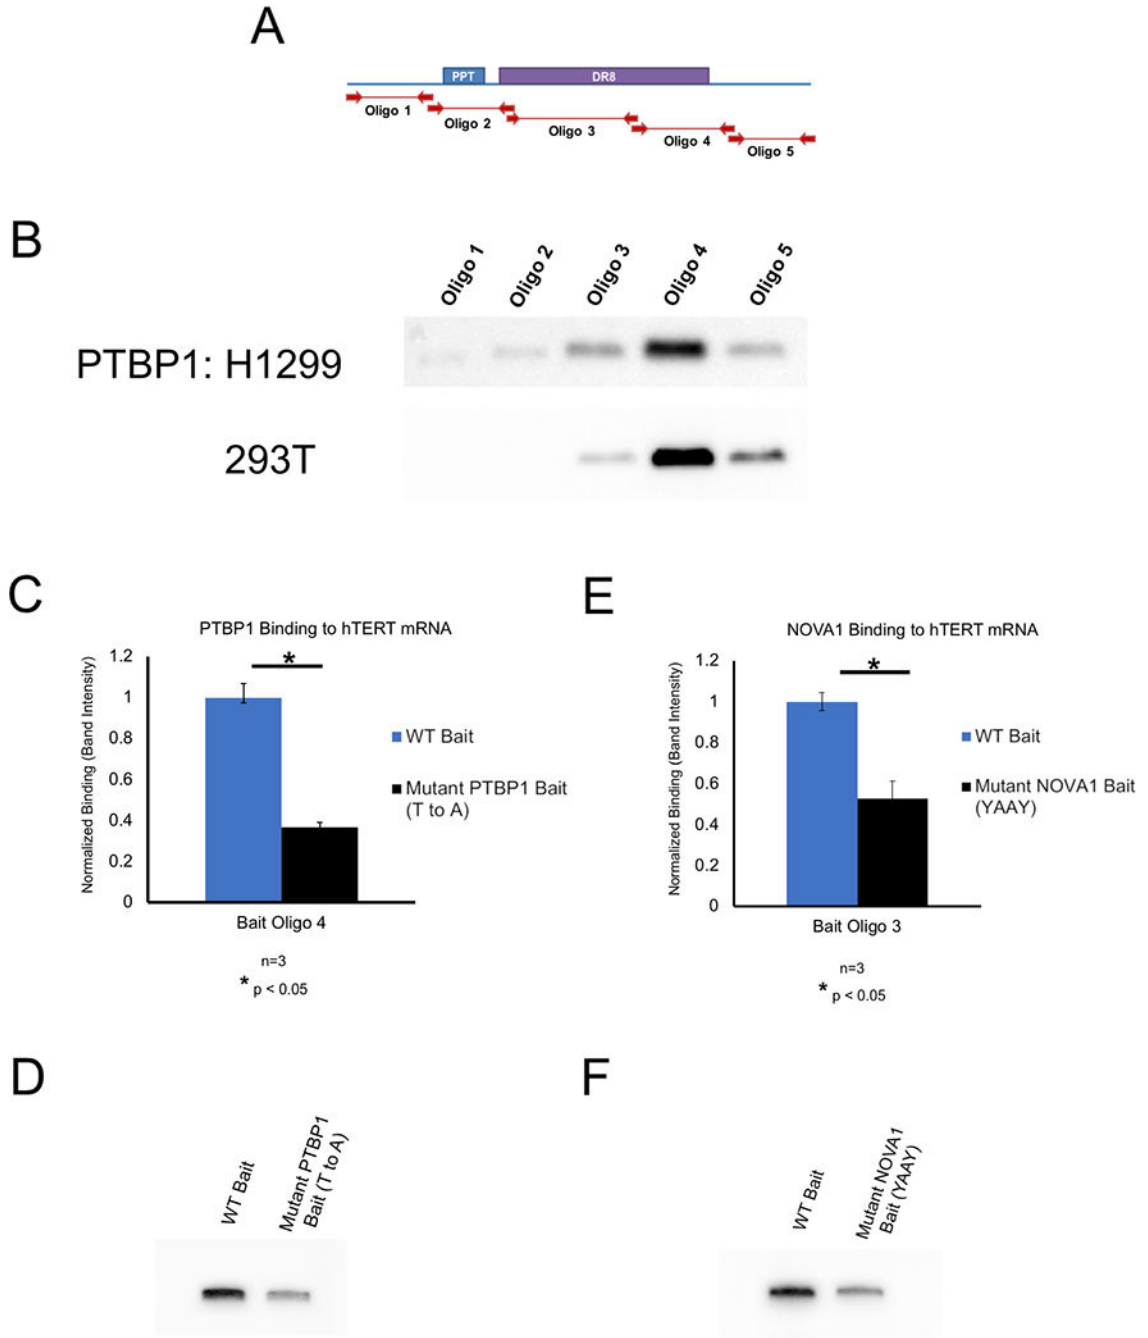 A
PPT
DR8
Oligo 1
Oligo 2
Oligo 3
Oligo 4
Oligo 5
B
Oligo 1
Oligo 2
Oligo 3
Oligo 4
Oligo 5
PTBP1: H1299
293T
C
PTBP1 Binding to hTERT mRNA
Normalized Binding (Band Intensity)
1.2
1
0.8
0.6
0.4
0.2
0
*
WT Bait
Mutant PTBP1 Bait
(T to A)
Bait Oligo 4
n=3
* p < 0.05
E
NOVA1 Binding to hTERT mRNA
Normalized Binding (Band Intensity)
1.2
1
0.8
0.6
0.4
0.2
0
*
WT Bait
Mutant NOVA1 Bait
(YAAY)
Bait Oligo 3
n=3
* p < 0.05
D
WT Bait
Mutant PTBP1
Bait (T to A)
F
WT Bait
Mutant NOVA1
Bait (YAAY)